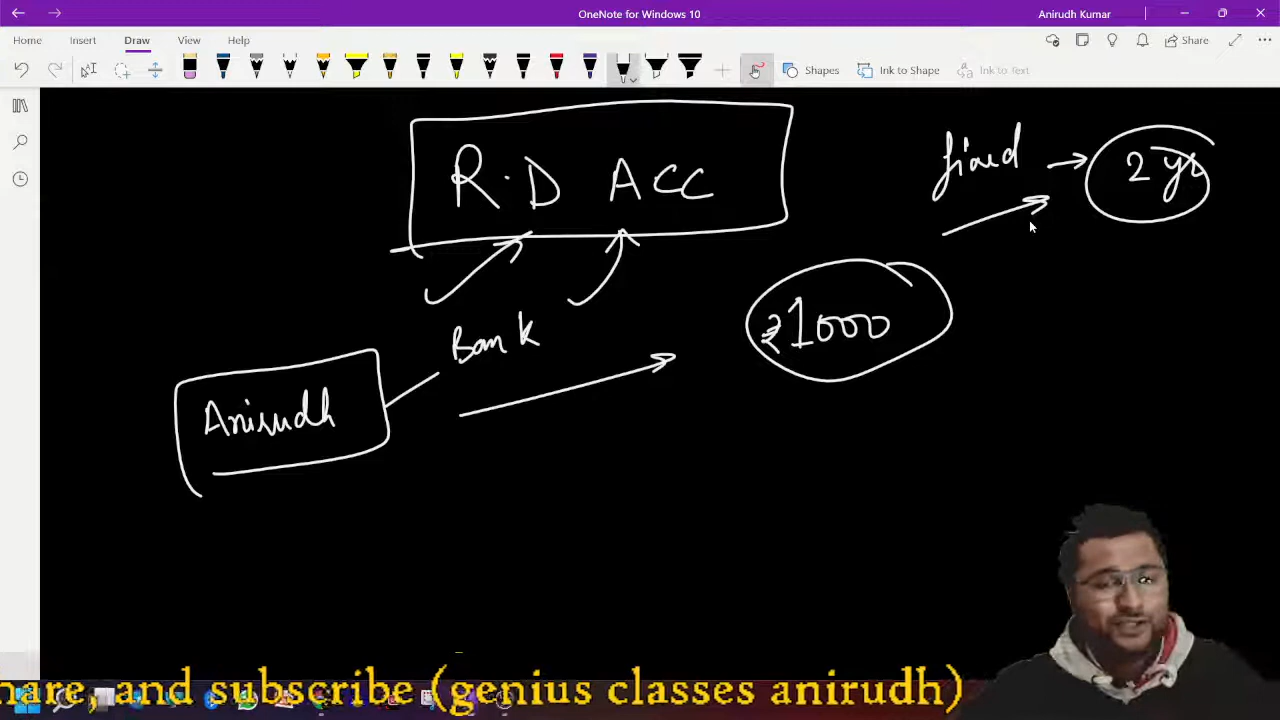 OneNote for Windows 10
Anirudh Kumar
Home Insert Draw View Help
Share
Shapes
Ink to Shape
Ink to Text
R.D ACC
fixed → 2 yr
Bank
₹1000
Anirudh
hare, and subscribe (genius classes anirudh)